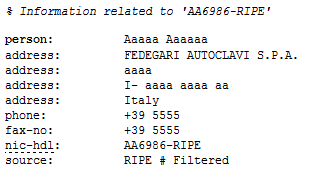 % Information related to 'AA6986-RIPE'
person: Aaaaa Aaaaaa
address: FEDEGARI AUTOCLAVI S.P.A.
address: aaaa
address: I- aaaa aaaa aa
address: Italy
phone: +39 5555
fax-no: +39 5555
nic-hdl: AA6986-RIPE
source: RIPE # Filtered